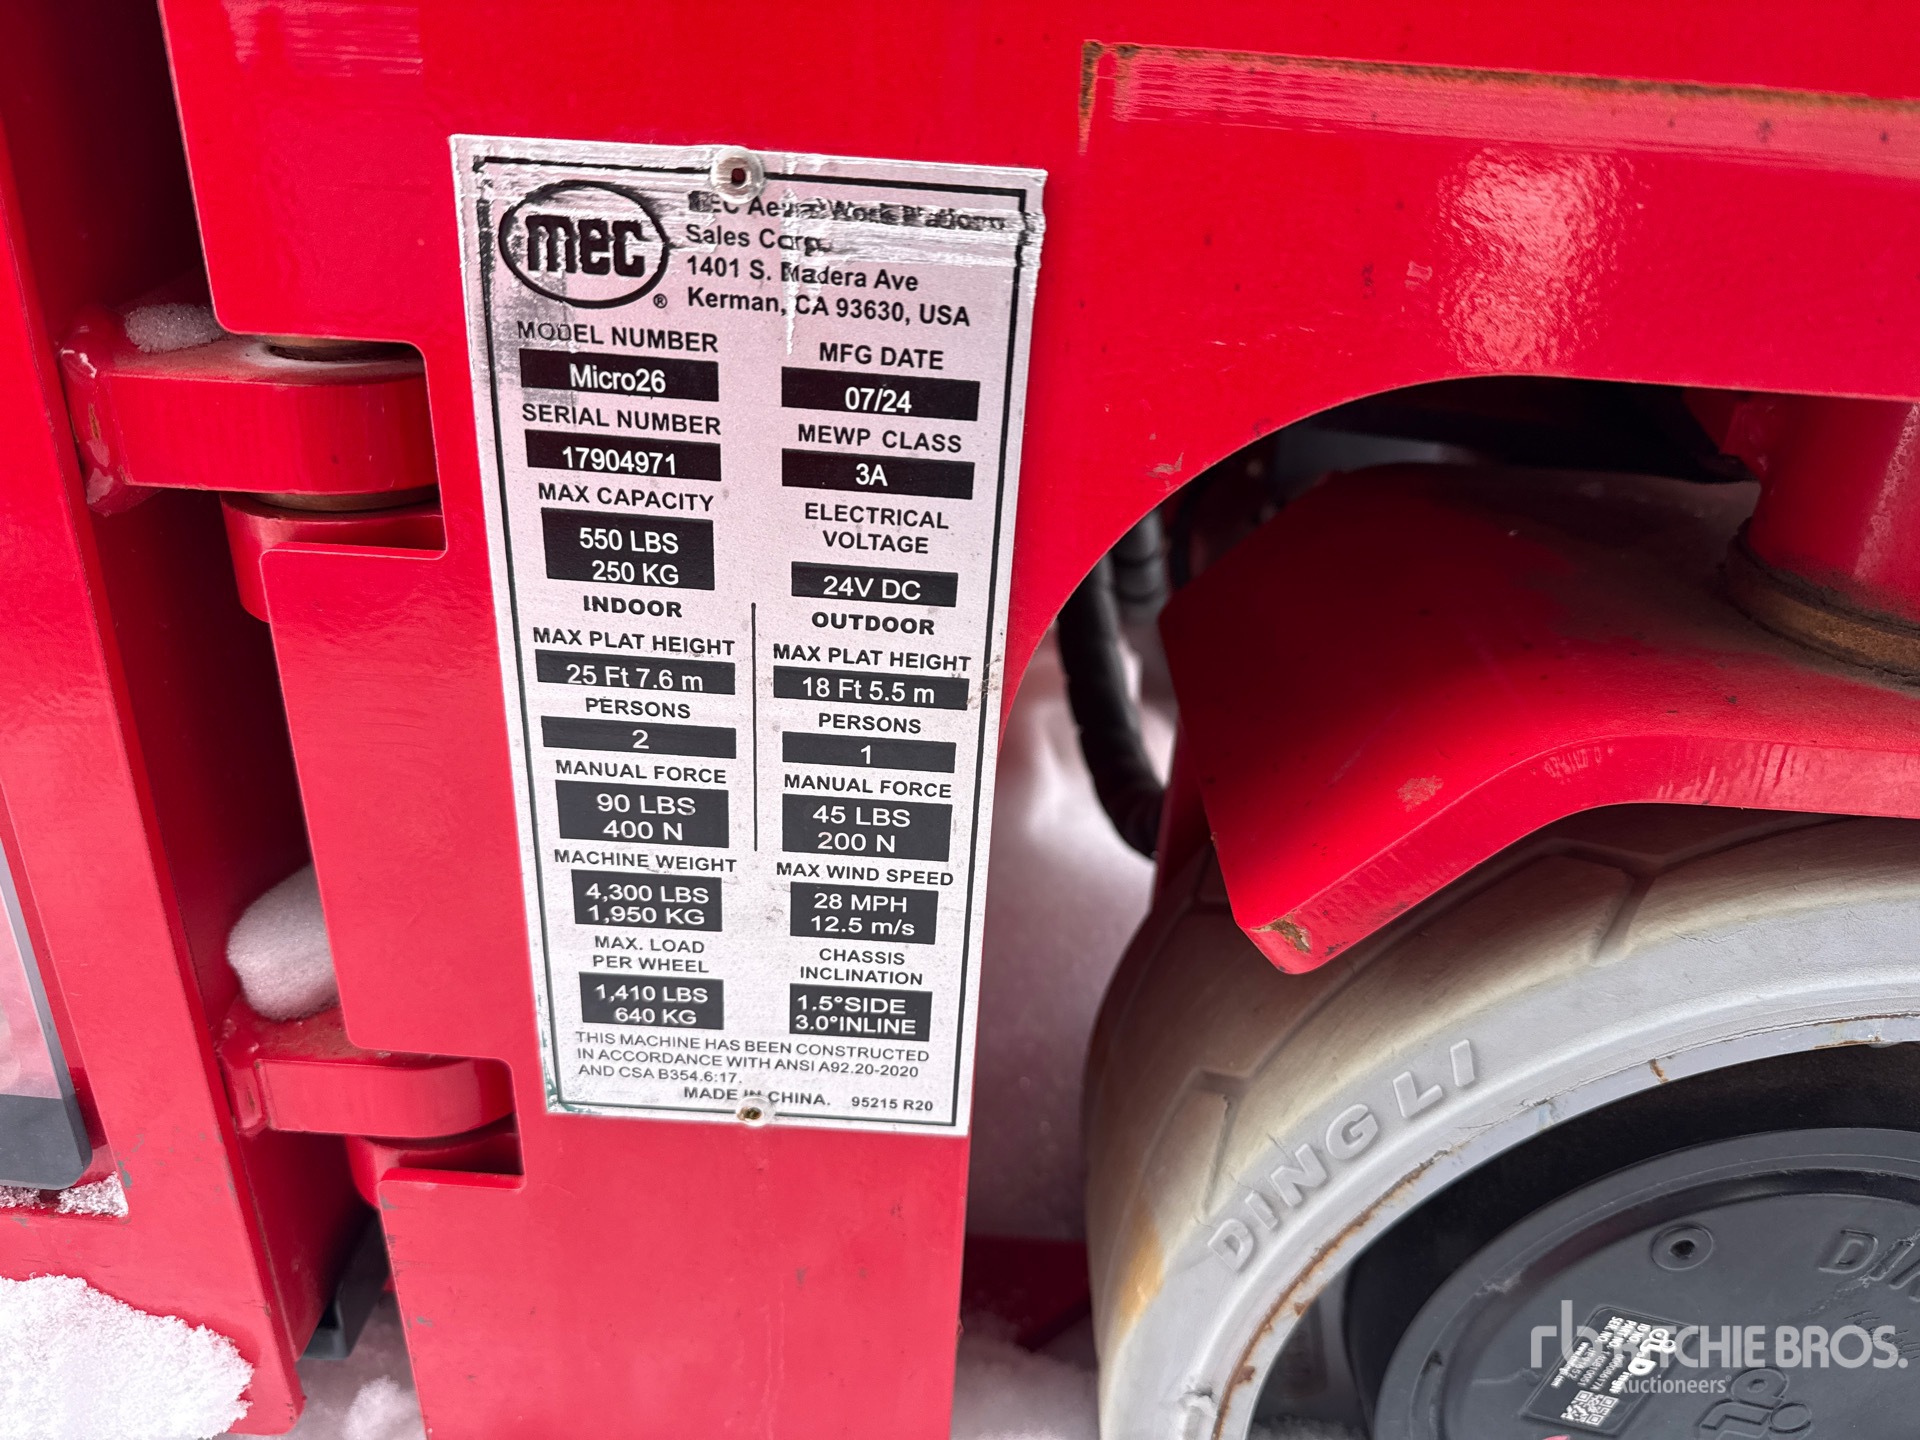 mec
®
MEC Aerial Work Platform
Sales Corp.
1401 S. Madera Ave
Kerman, CA 93630, USA
MODEL NUMBER
Micro26
MFG DATE
07/24
SERIAL NUMBER
17904971
MEWP CLASS
3A
MAX CAPACITY
550 LBS
250 KG
ELECTRICAL
VOLTAGE
24V DC
INDOOR
MAX PLAT HEIGHT
25 Ft 7.6 m
PERSONS
2
MANUAL FORCE
90 LBS
400 N
OUTDOOR
MAX PLAT HEIGHT
18 Ft 5.5 m
PERSONS
1
MANUAL FORCE
45 LBS
200 N
MACHINE WEIGHT
4,300 LBS
1,950 KG
MAX WIND SPEED
28 MPH
12.5 m/s
MAX. LOAD
PER WHEEL
1,410 LBS
640 KG
CHASSIS
INCLINATION
1.5°SIDE
3.0°INLINE
THIS MACHINE HAS BEEN CONSTRUCTED
IN ACCORDANCE WITH ANSI A92.20-2020
AND CSA B354.6:17.
MADE IN CHINA. 95215 R20
DINGLI
rb RITCHIE BROS.
Auctioneers